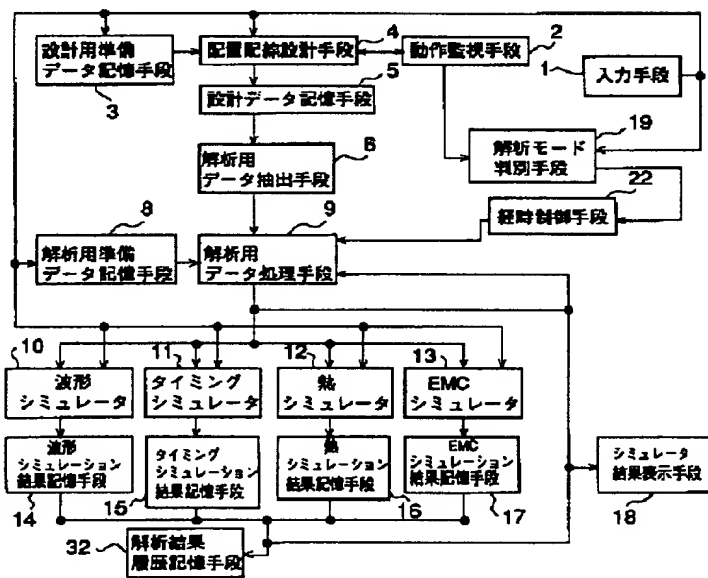 設計用準備
データ記憶手段
3
配置配線設計手段
4
動作監視手段
2
1
入力手段
設計データ記憶手段
5
解析用
データ抽出手段
6
19
解析モード
判別手段
22
経時制御手段
8
解析用準備
データ記憶手段
9
解析用
データ処理手段
10
波形
シミュレータ
11
タイミング
シミュレータ
12
熱
シミュレータ
13
EMC
シミュレータ
波形
シミュレーション
結果記憶手段
14
タイミング
シミュレーション
結果記憶手段
15
熱
シミュレーション
結果記憶手段
16
EMC
シミュレーション
結果記憶手段
17
シミュレータ
結果表示手段
18
32
解析結果
履歴記憶手段